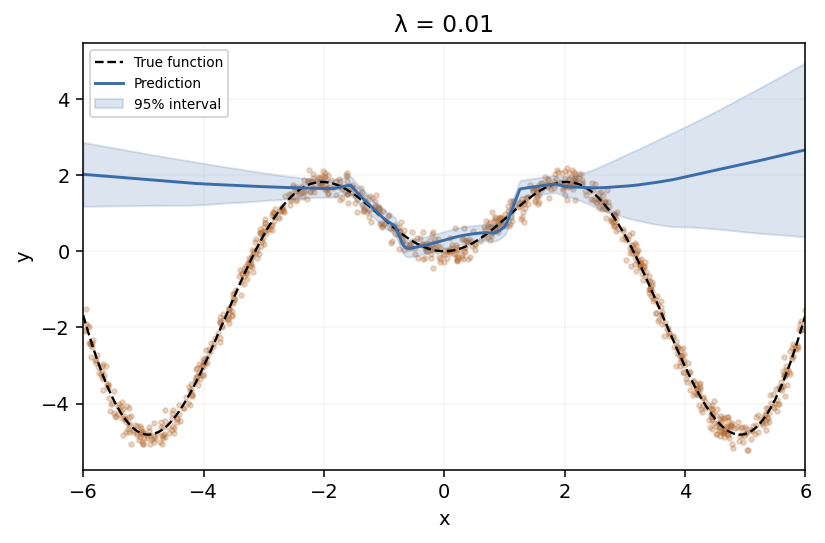 λ = 0.01
True function
Prediction
95% interval
y
4
2
0
−2
−4
−6 −4 −2 0 2 4 6
x